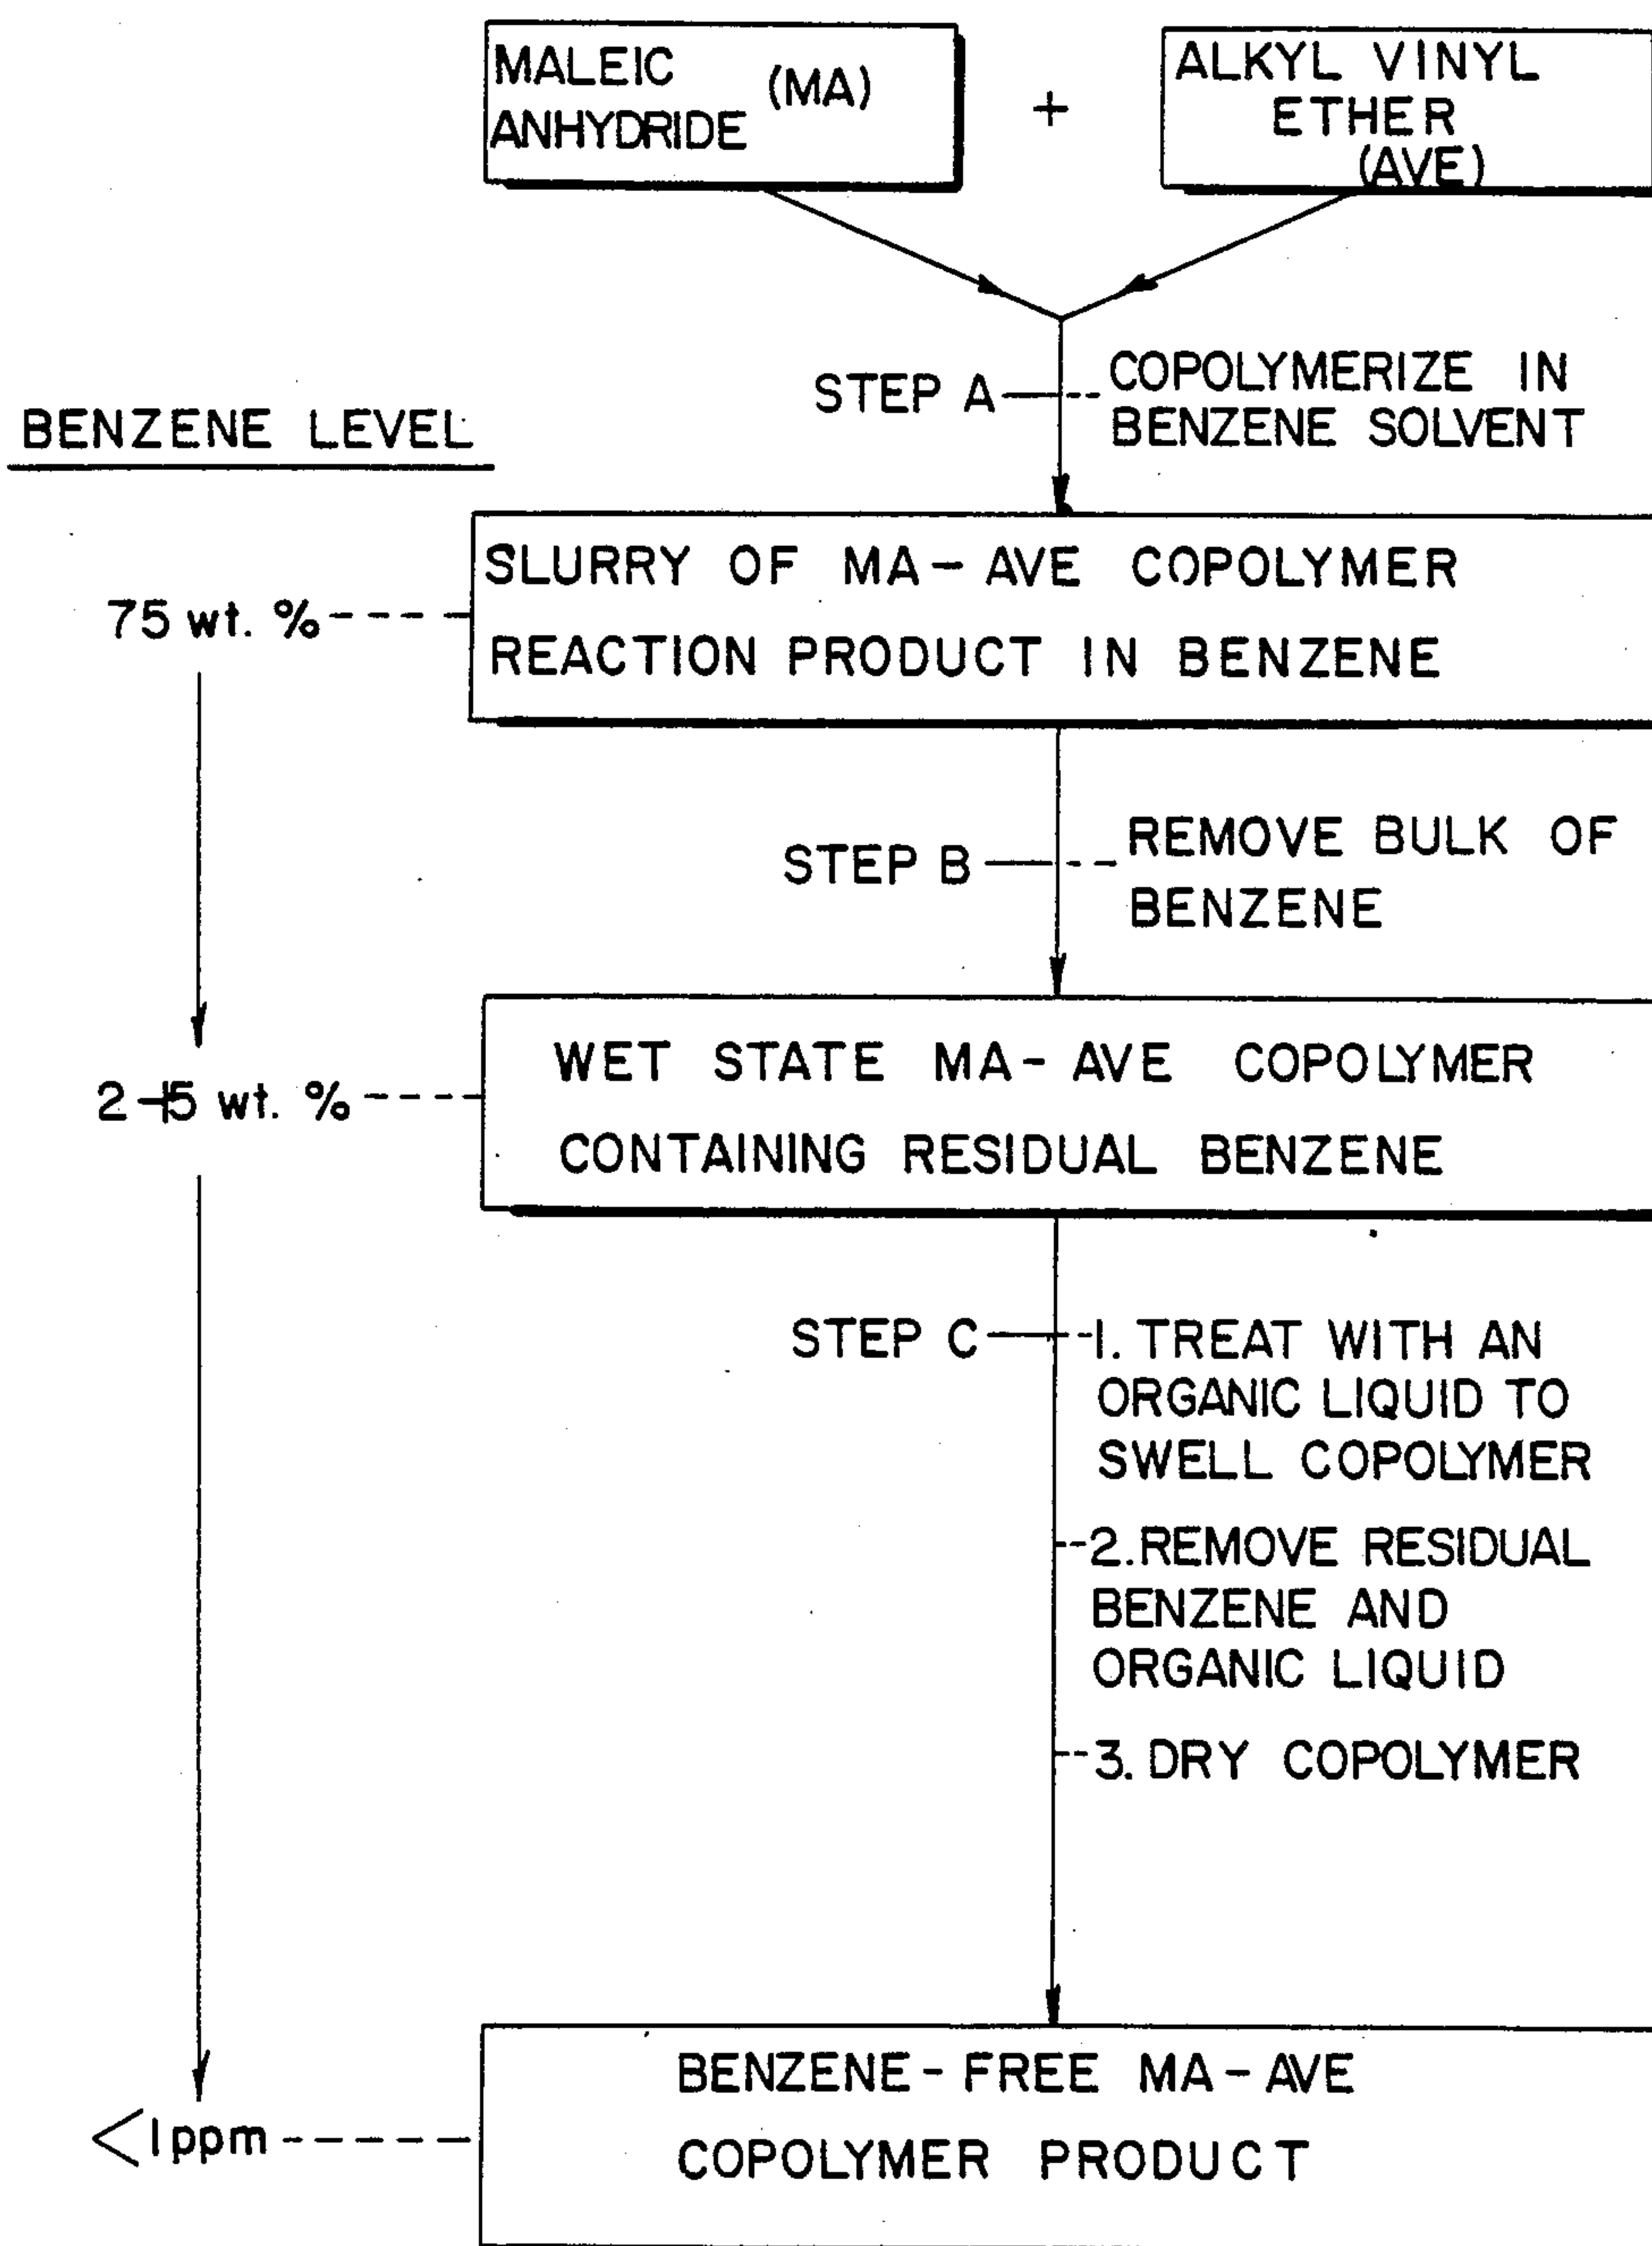 MALEIC (MA)
ANHYDRIDE
+
ALKYL VINYL
ETHER
(AVE)
STEP A
COPOLYMERIZE IN
BENZENE SOLVENT
BENZENE LEVEL
75 wt. %
SLURRY OF MA-AVE COPOLYMER
REACTION PRODUCT IN BENZENE
STEP B
REMOVE BULK OF
BENZENE
2-15 wt. %
WET STATE MA-AVE COPOLYMER
CONTAINING RESIDUAL BENZENE
STEP C
1. TREAT WITH AN
ORGANIC LIQUID TO
SWELL COPOLYMER
2. REMOVE RESIDUAL
BENZENE AND
ORGANIC LIQUID
3. DRY COPOLYMER
<1ppm
BENZENE-FREE MA-AVE
COPOLYMER PRODUCT